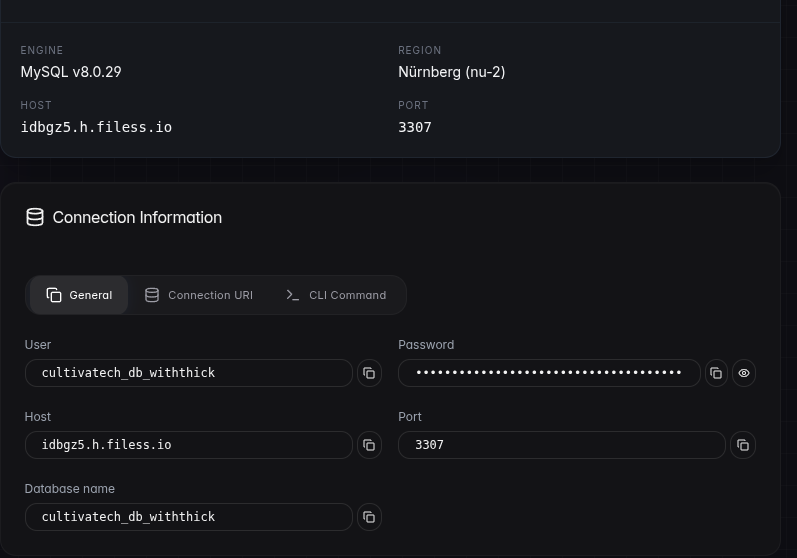 ENGINE
REGION
MySQL v8.0.29
Nürnberg (nu-2)
HOST
PORT
idbgz5.h.filess.io
3307
Connection Information
General
Connection URI
CLI Command
User
Password
cultivatech_db_withthick
•••••••••••••••••••••••••••••••••••••
Host
Port
idbgz5.h.filess.io
3307
Database name
cultivatech_db_withthick